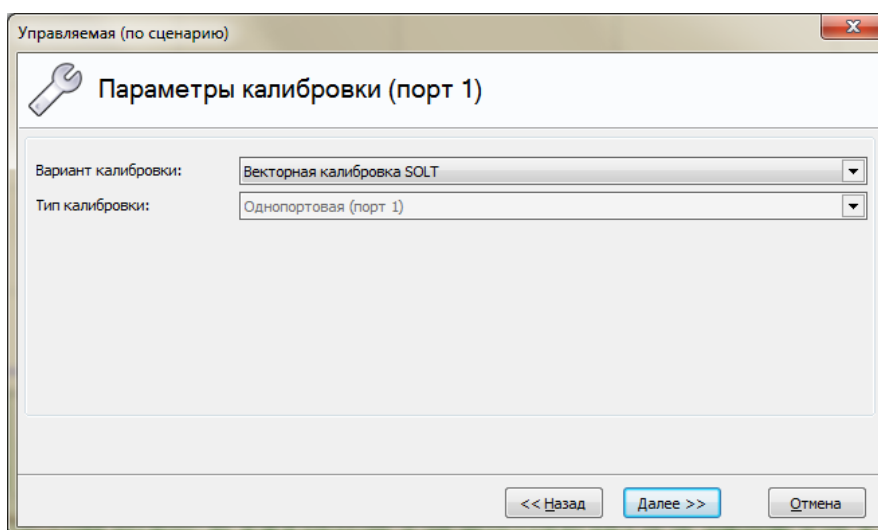 Управляемая (по сценарию)
Параметры калибровки (порт 1)
Вариант калибровки: Векторная калибровка SOLT
Тип калибровки: Однопортовая (порт 1)
<< Назад Далее >> Отмена